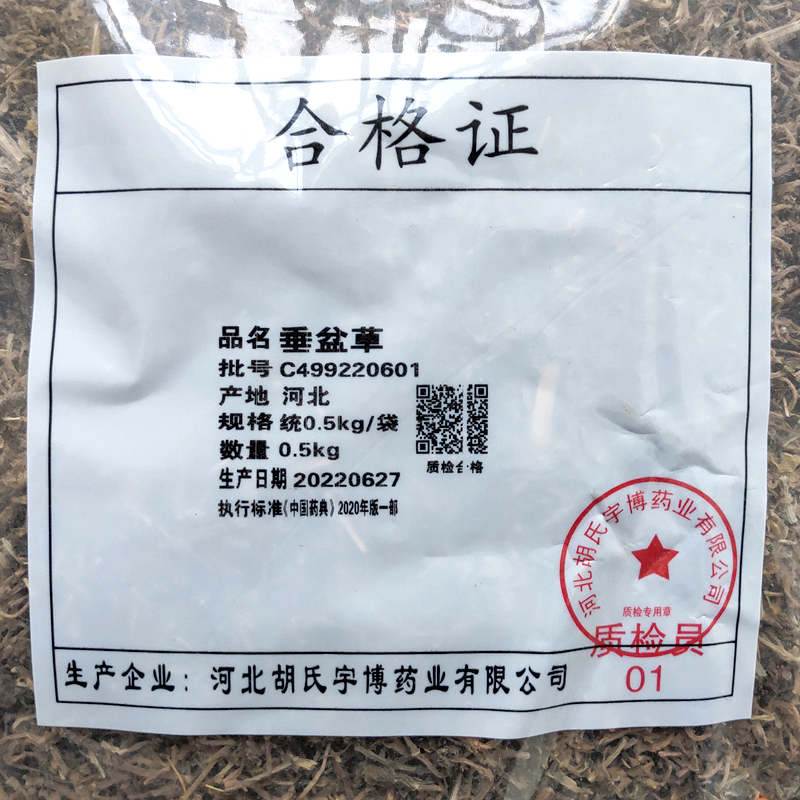 合格证
品名 垂盆草
批号 C499220601
产地 河北
规格 统0.5kg/袋
数量 0.5kg
质检合格
生产日期 20220627
执行标准《中国药典》2020年版一部
河北胡氏宇博药业有限公司
质检专用章
质检员
01
生产企业：河北胡氏宇博药业有限公司